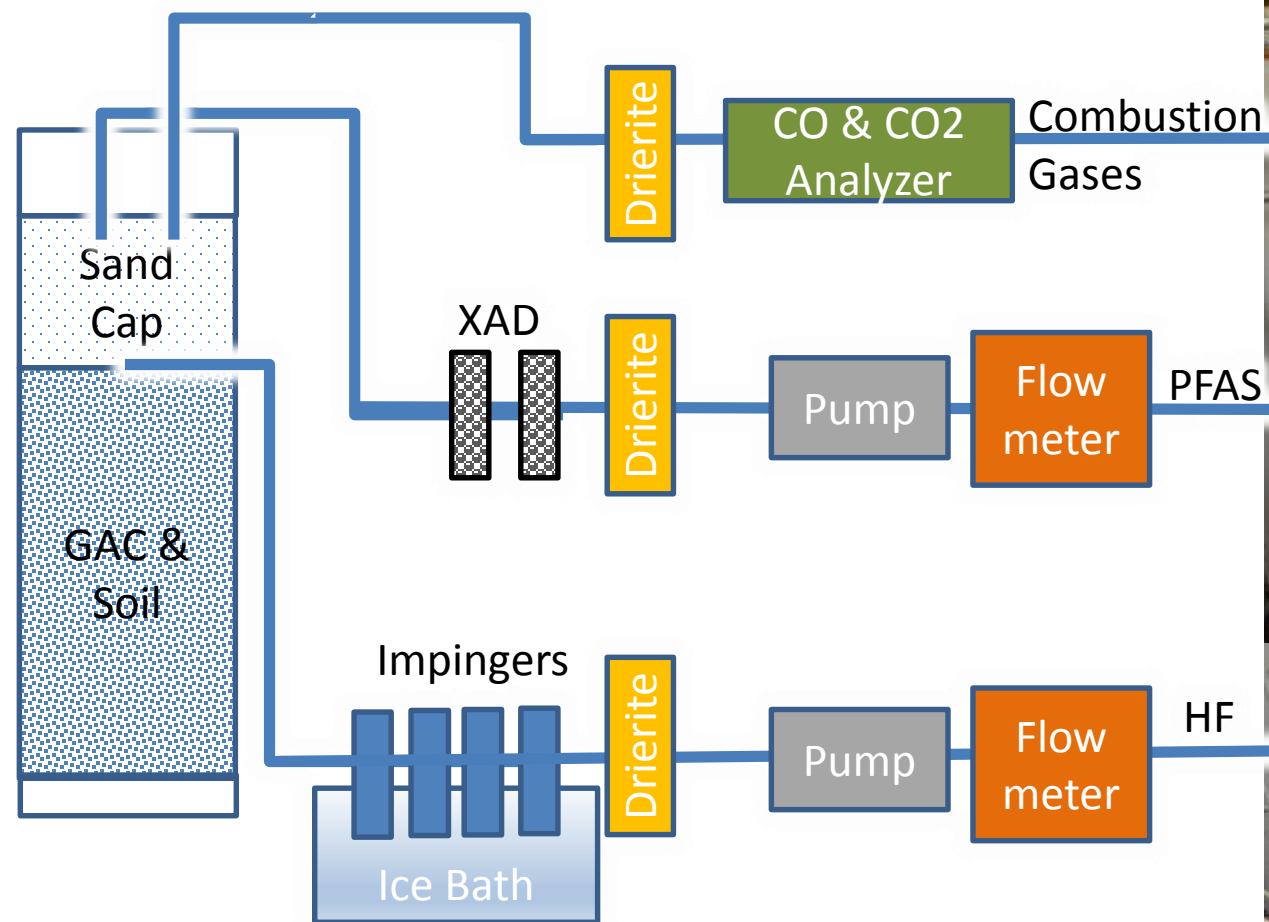 Drierite
CO & CO2
Analyzer
Combustion
Gases
Sand
Cap
XAD
Drierite
Pump
Flow
meter
PFAS
GAC &
Soil
Impingers
Ice Bath
Drierite
Pump
Flow
meter
HF